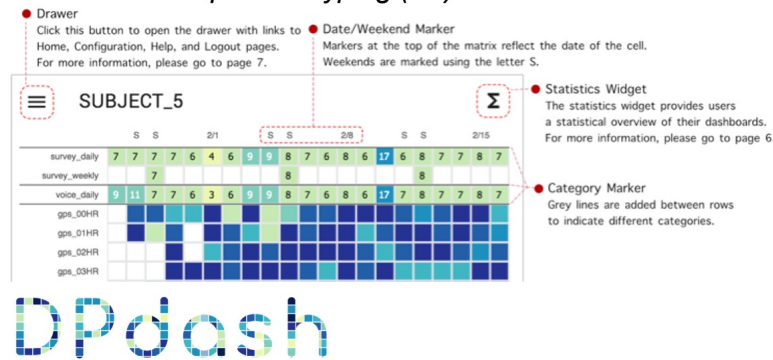 Drawer
Click this button to open the drawer with links to
Home, Configuration, Help, and Logout pages.
For more information, please go to page 7.
Date/Weekend Marker
Markers at the top of the matrix reflect the date of the cell.
Weekends are marked using the letter S.
SUBJECT_5
Σ
Statistics Widget
The statistics widget provides users
a statistical overview of their dashboards.
For more information, please go to page 6.
S S 2/1 S S 2/8 S S 2/15
survey_daily 7 7 7 7 6 4 6 9 9 8 7 6 8 6 17 6 8 7 7 8 7
survey_weekly 7 8 8
voice_daily 9 11 7 7 6 3 6 9 9 8 7 6 8 6 17 7 8 7 7 8 7
gps_00HR
gps_01HR
gps_02HR
gps_03HR
Category Marker
Grey lines are added between rows
to indicate different categories.
DPdash